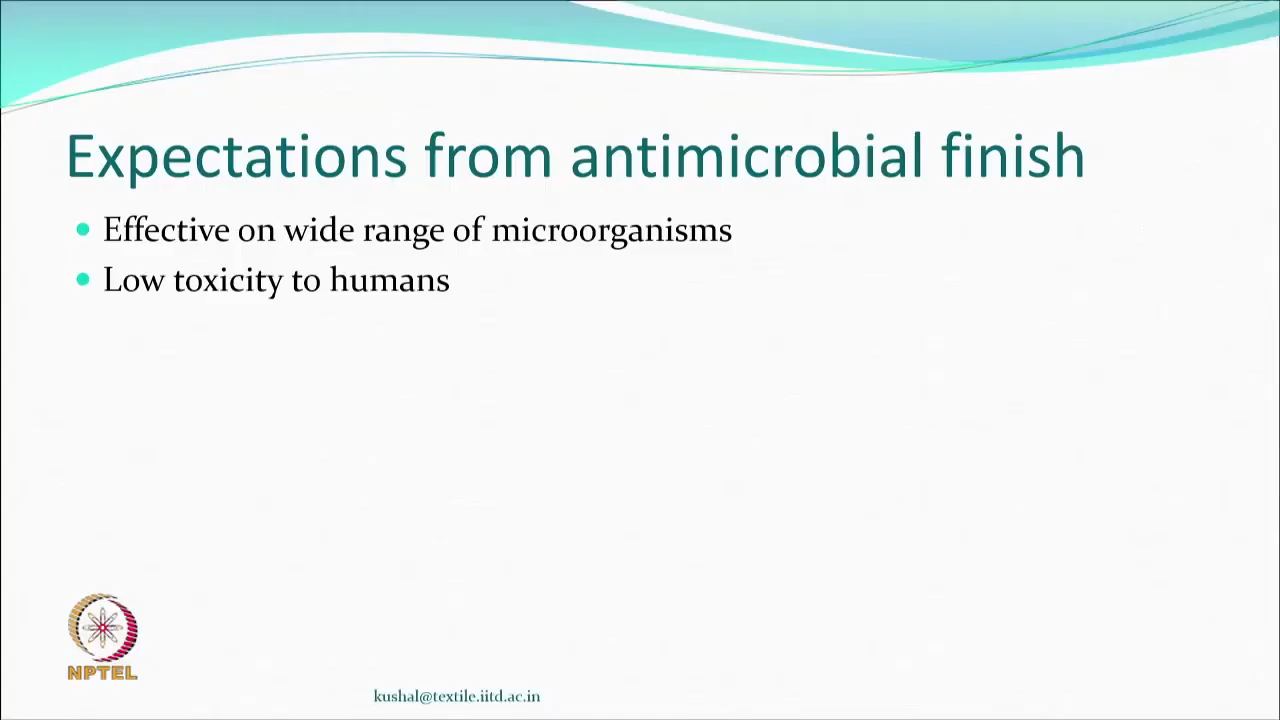 Expectations from antimicrobial finish
Effective on wide range of microorganisms
Low toxicity to humans
NPTEL
kushal@textile.iitd.ac.in